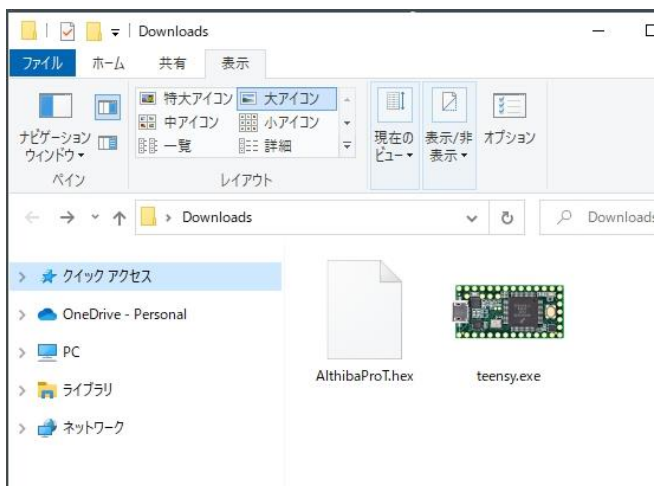 Downloads
ファイル ホーム 共有 表示
特大アイコン 大アイコン
中アイコン 小アイコン
一覧 詳細
ナビゲーション
ウィンドウ
現在の
ビュー
表示/非
表示
オプション
ペイン レイアウト
Downloads
Downloads
クイック アクセス
OneDrive - Personal
PC
ライブラリ
ネットワーク
AlthibaProT.hex teensy.exe